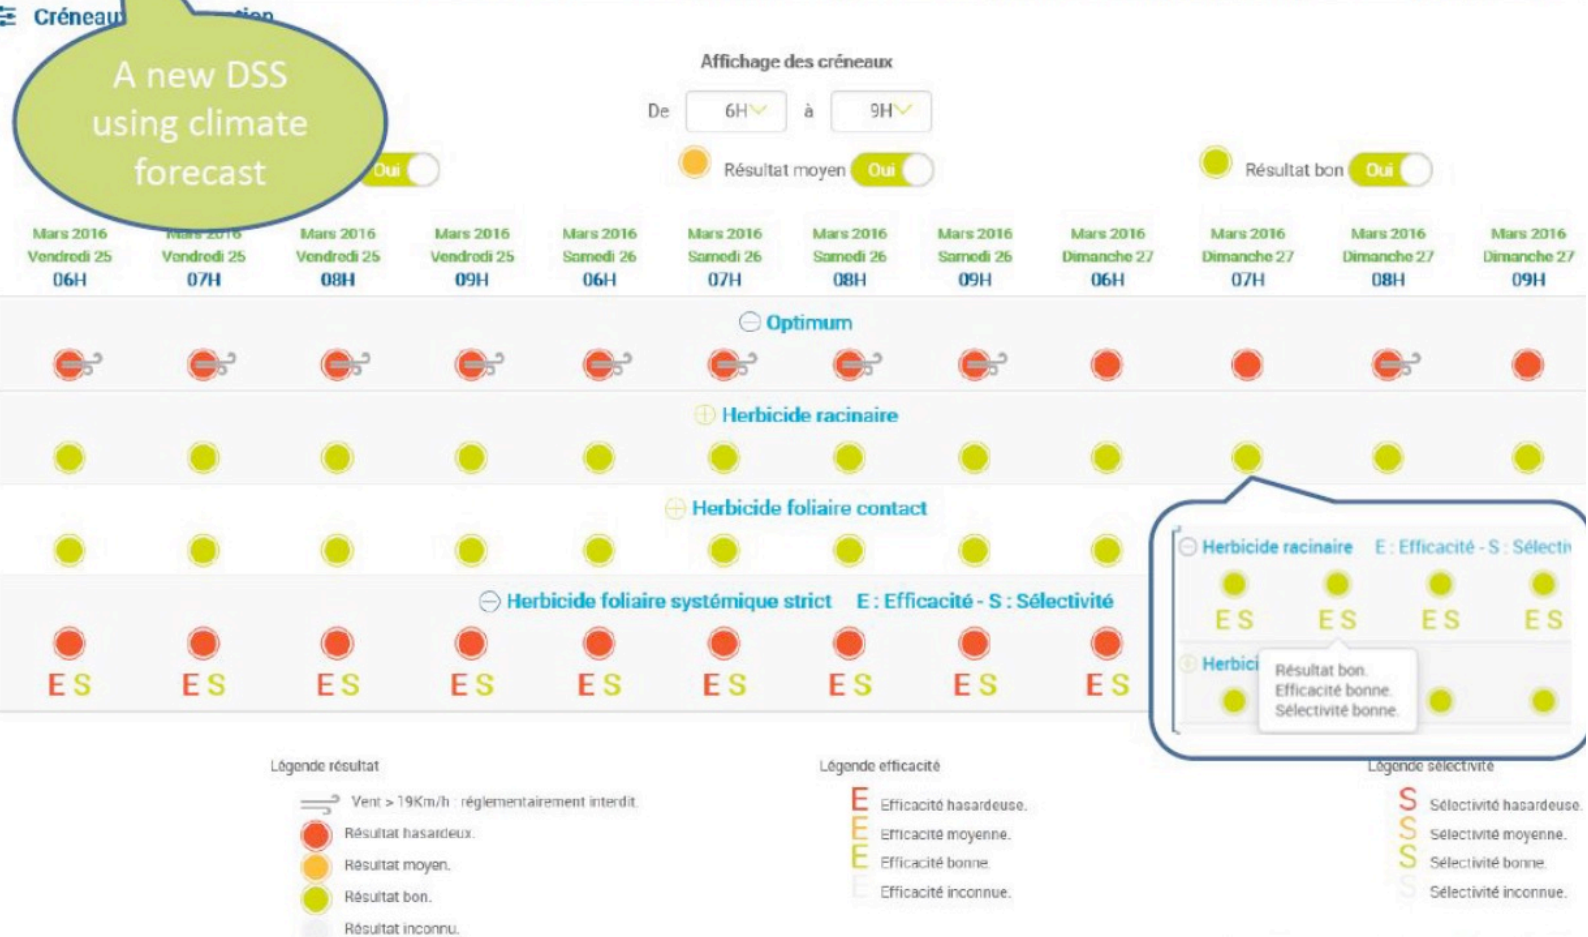 Créneau
A new DSS
using climate
forecast
Affichage des créneaux
De 6H à 9H
Oui
Résultat moyen Oui
Résultat bon Oui
Mars 2016 Mars 2016 Mars 2016 Mars 2016 Mars 2016 Mars 2016 Mars 2016 Mars 2016 Mars 2016 Mars 2016 Mars 2016 Mars 2016
Vendredi 25 Vendredi 25 Vendredi 25 Vendredi 25 Samedi 26 Samedi 26 Samedi 26 Samedi 26 Dimanche 27 Dimanche 27 Dimanche 27 Dimanche 27
06H 07H 08H 09H 06H 07H 08H 09H 06H 07H 08H 09H
Optimum
Herbicide racinaire
Herbicide foliaire contact
Herbicide foliaire systémique strict E : Efficacité - S : Sélectivité
E S E S E S E S E S E S E S E S E S
Herbicide racinaire E : Efficacité - S : Sélectiv
E S E S E S E S
Herbici
Résultat bon.
Efficacité bonne.
Sélectivité bonne.
Légende résultat
Vent > 19Km/h : réglementairement interdit.
Résultat hasardeux.
Résultat moyen.
Résultat bon.
Résultat inconnu.
Légende efficacité
E Efficacité hasardeuse.
E Efficacité moyenne.
E Efficacité bonne.
E Efficacité inconnue.
Légende sélectivité
S Sélectivité hasardeuse.
S Sélectivité moyenne.
S Sélectivité bonne.
S Sélectivité inconnue.